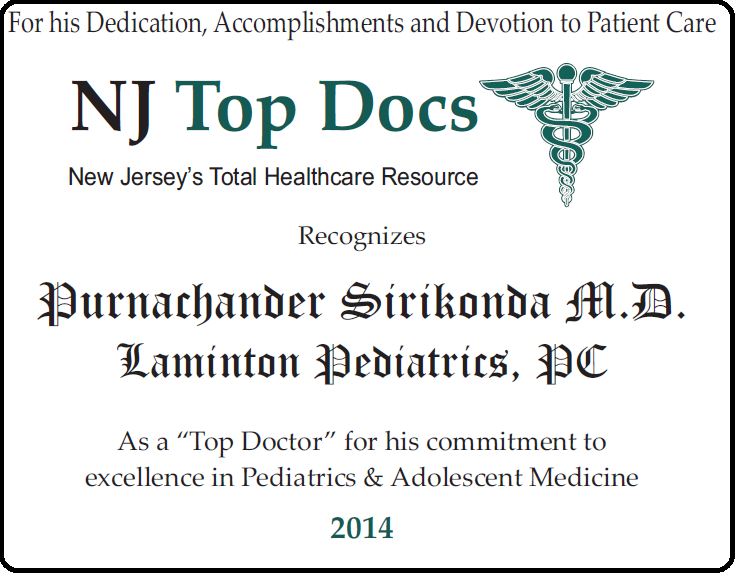 For his Dedication, Accomplishments and Devotion to Patient Care
NJ Top Docs
New Jersey's Total Healthcare Resource
Recognizes
Purnachander Sirikonda M.D.
Laminton Pediatrics, PC
As a “Top Doctor” for his commitment to
excellence in Pediatrics & Adolescent Medicine
2014